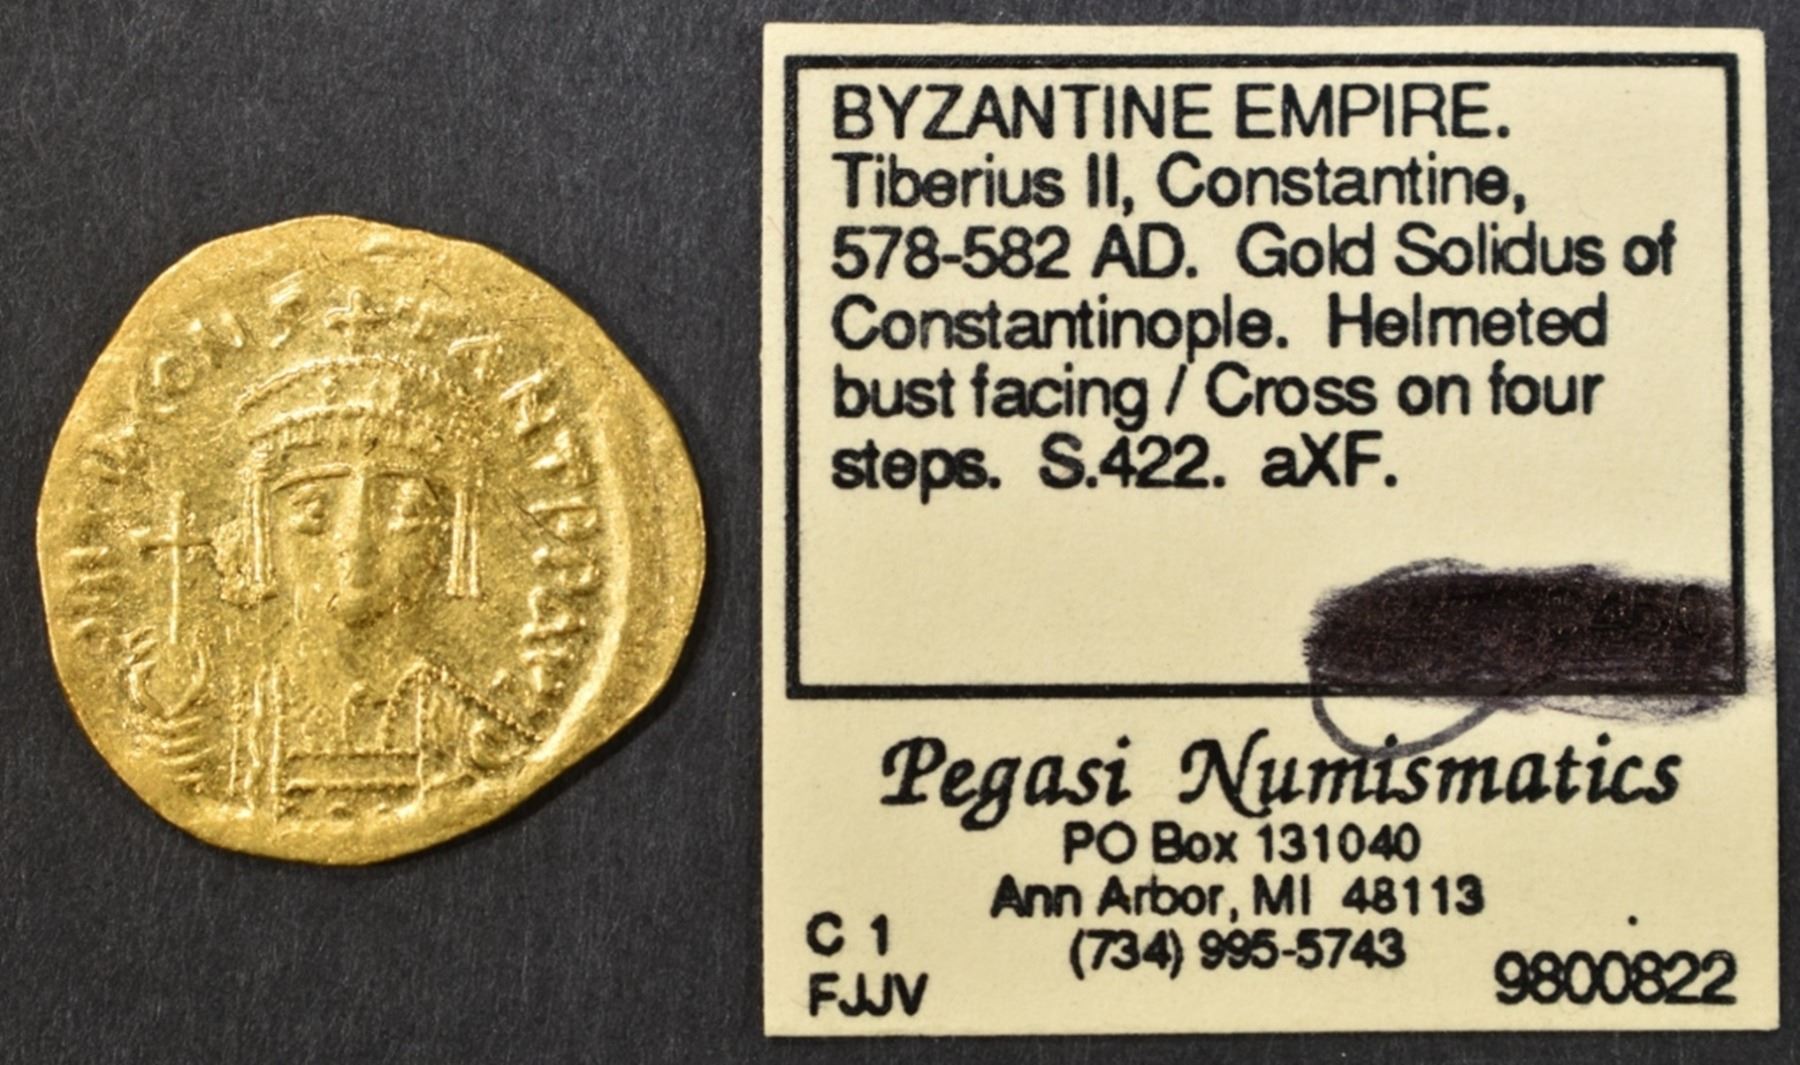 BYZANTINE EMPIRE.
Tiberius II, Constantine,
578-582 AD. Gold Solidus of
Constantinople. Helmeted
bust facing / Cross on four
steps. S.422. aXF.
450
Pegasi Numismatics
PO Box 131040
Ann Arbor, MI 48113
(734) 995-5743
C 1
FJJV
9800822